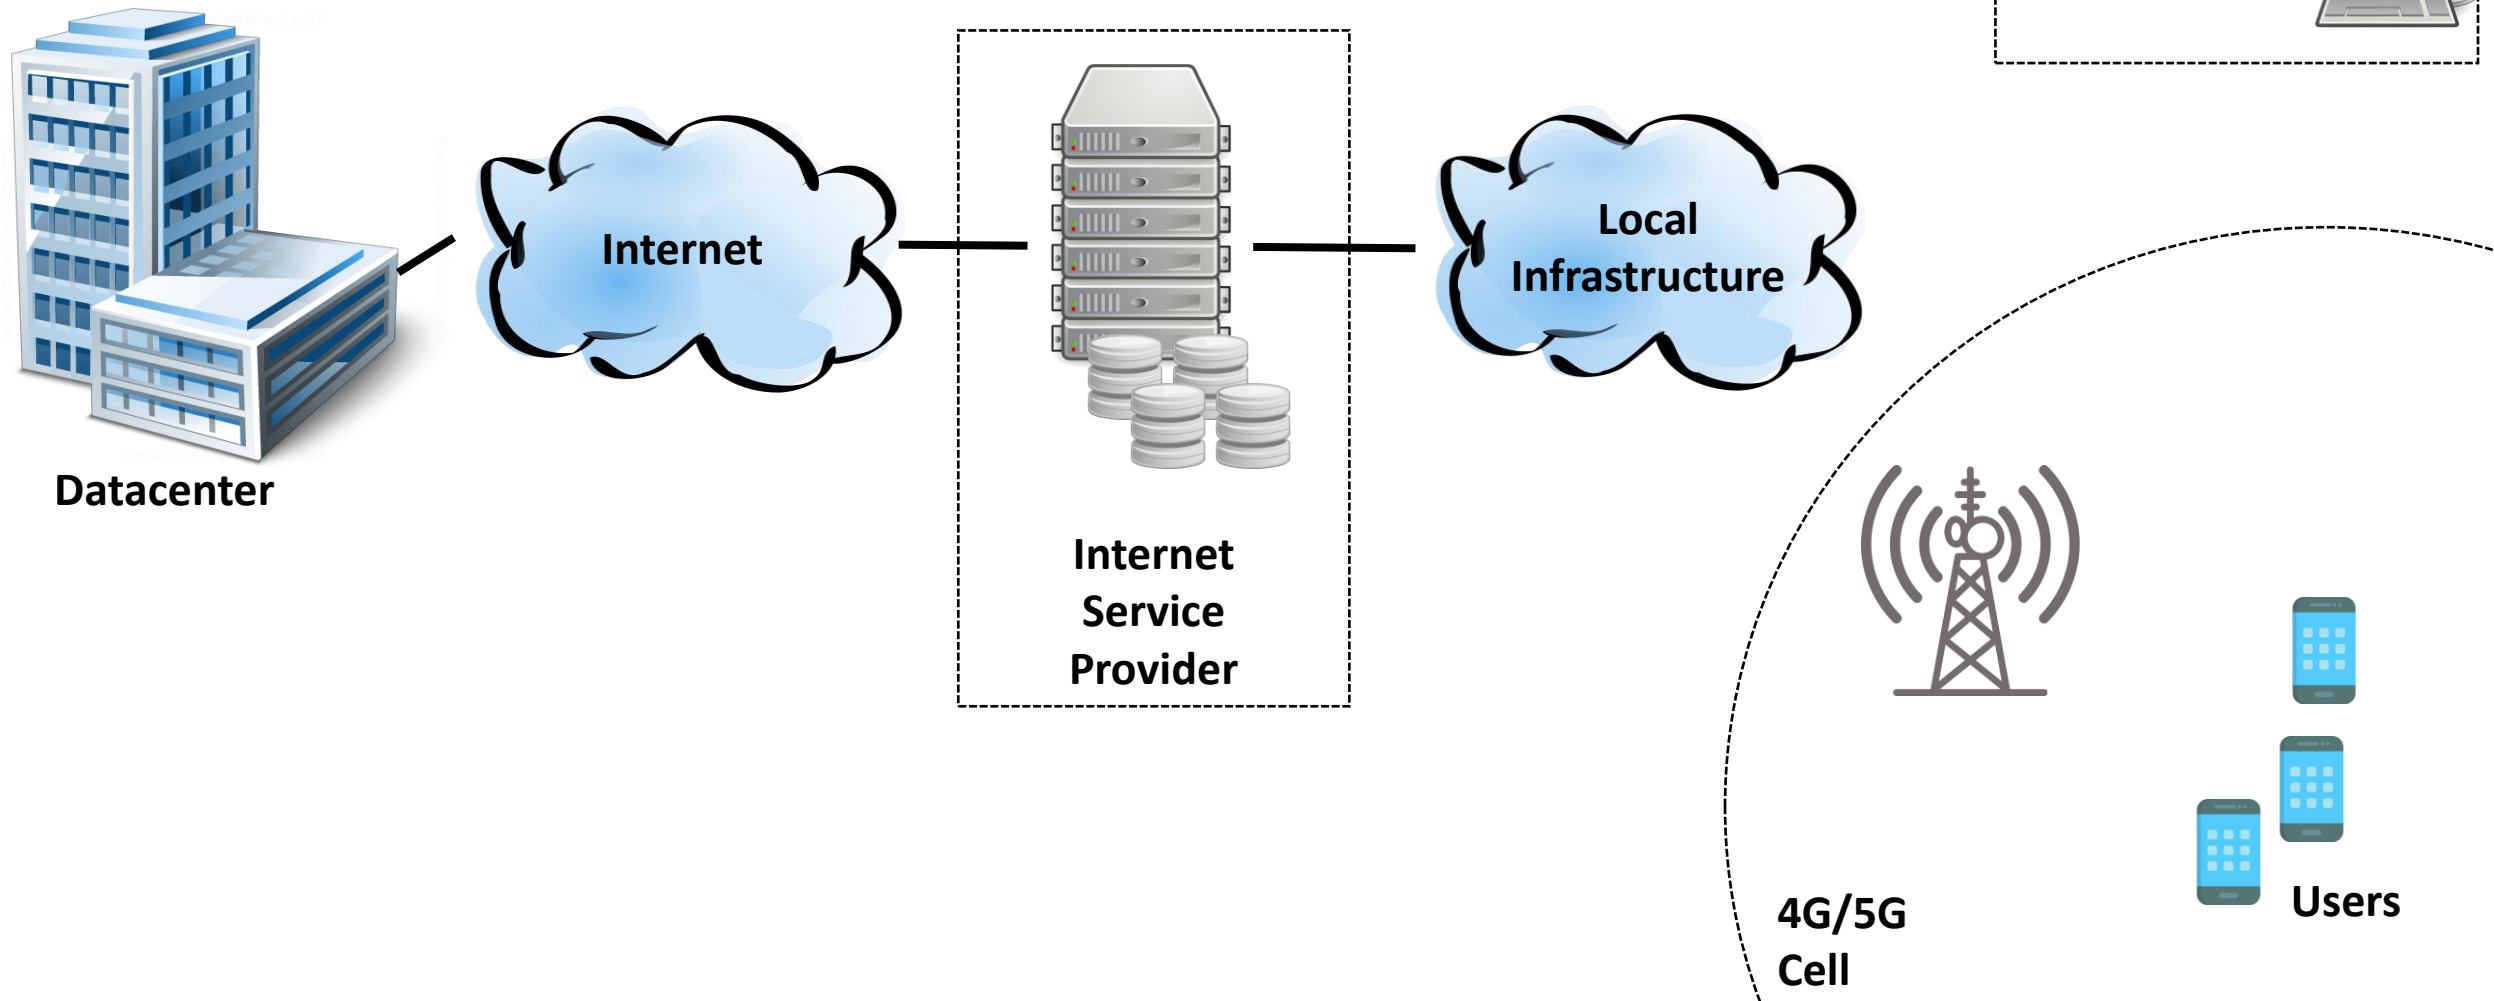 Internet
Local
Infrastructure
Datacenter
Internet
Service
Provider
4G/5G
Cell
Users